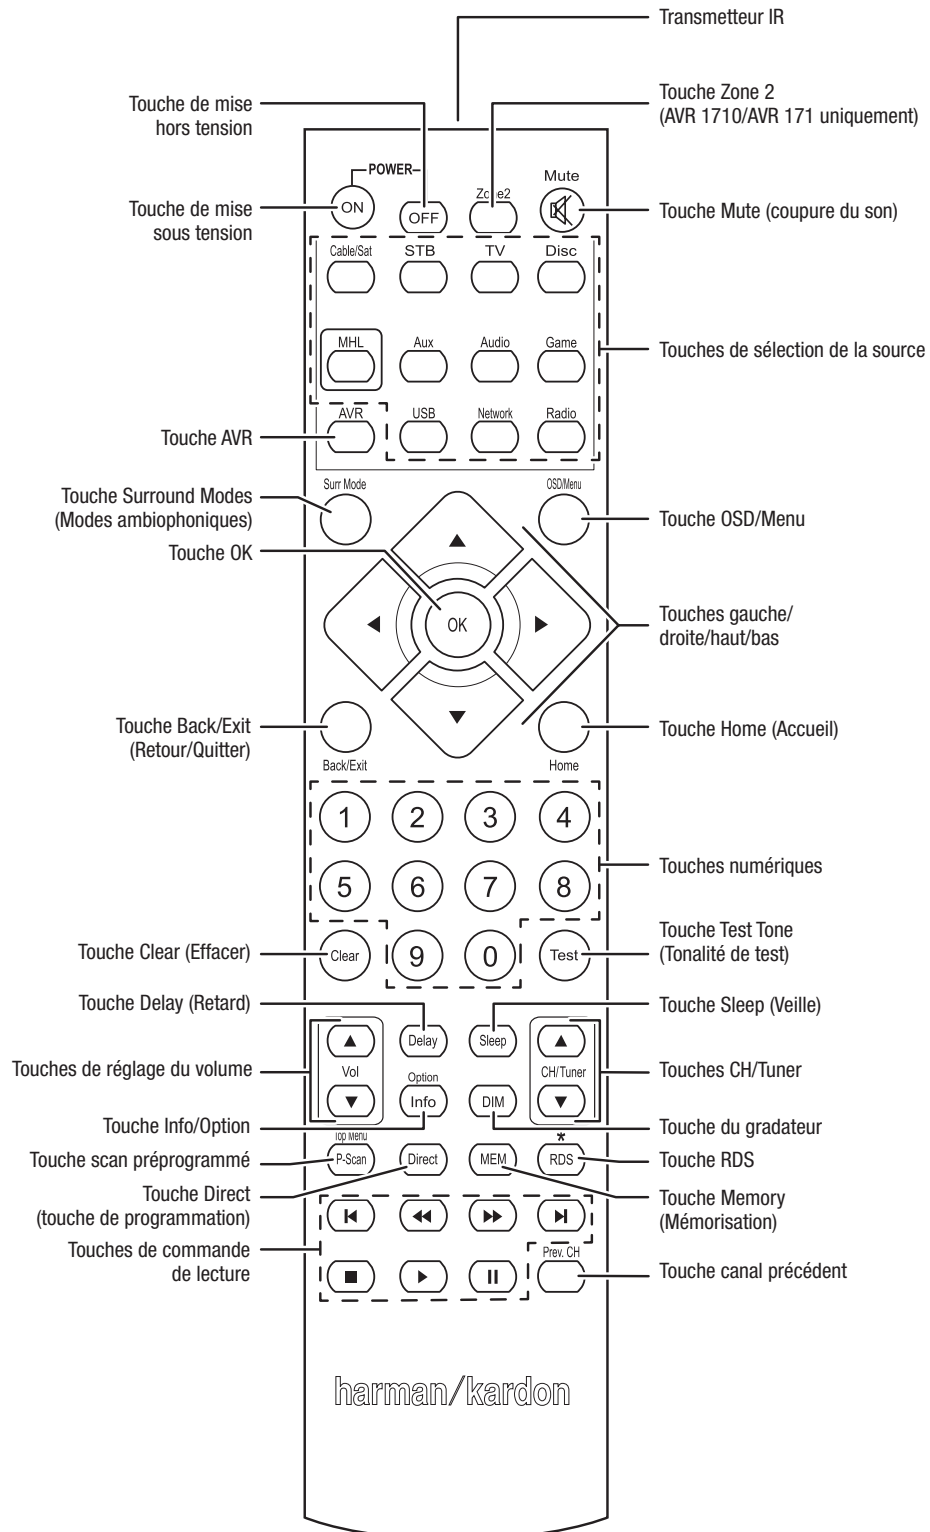 Transmetteur IR
Touche de mise
hors tension
Touche Zone 2
(AVR 1710/AVR 171 uniquement)
POWER
Mute
ON
OFF
Zone2
Touche de mise
sous tension
Touche Mute (coupure du son)
Cable/Sat
STB
TV
Disc
MHL
Aux
Audio
Game
Touches de sélection de la source
AVR
USB
Network
Radio
Touche AVR
Surr Mode
OSD/Menu
Touche Surround Modes
(Modes ambiophoniques)
Touche OSD/Menu
Touche OK
OK
Touches gauche/
droite/haut/bas
Touche Back/Exit
(Retour/Quitter)
Touche Home (Accueil)
Back/Exit
Home
1
2
3
4
5
6
7
8
Touches numériques
Touche Clear (Effacer)
Clear
9
0
Test
Touche Test Tone
(Tonalité de test)
Touche Delay (Retard)
Touche Sleep (Veille)
Delay
Sleep
Touches de réglage du volume
Vol
CH/Tuner
Touches CH/Tuner
Option
Info
DIM
Touche Info/Option
Touche du gradateur
Top Menu
*
Touche scan préprogrammé
P-Scan
Direct
MEM
RDS
Touche RDS
Touche Direct
(touche de programmation)
Touche Memory
(Mémorisation)
Touches de commande
de lecture
Prev. CH
Touche canal précédent
harman/kardon